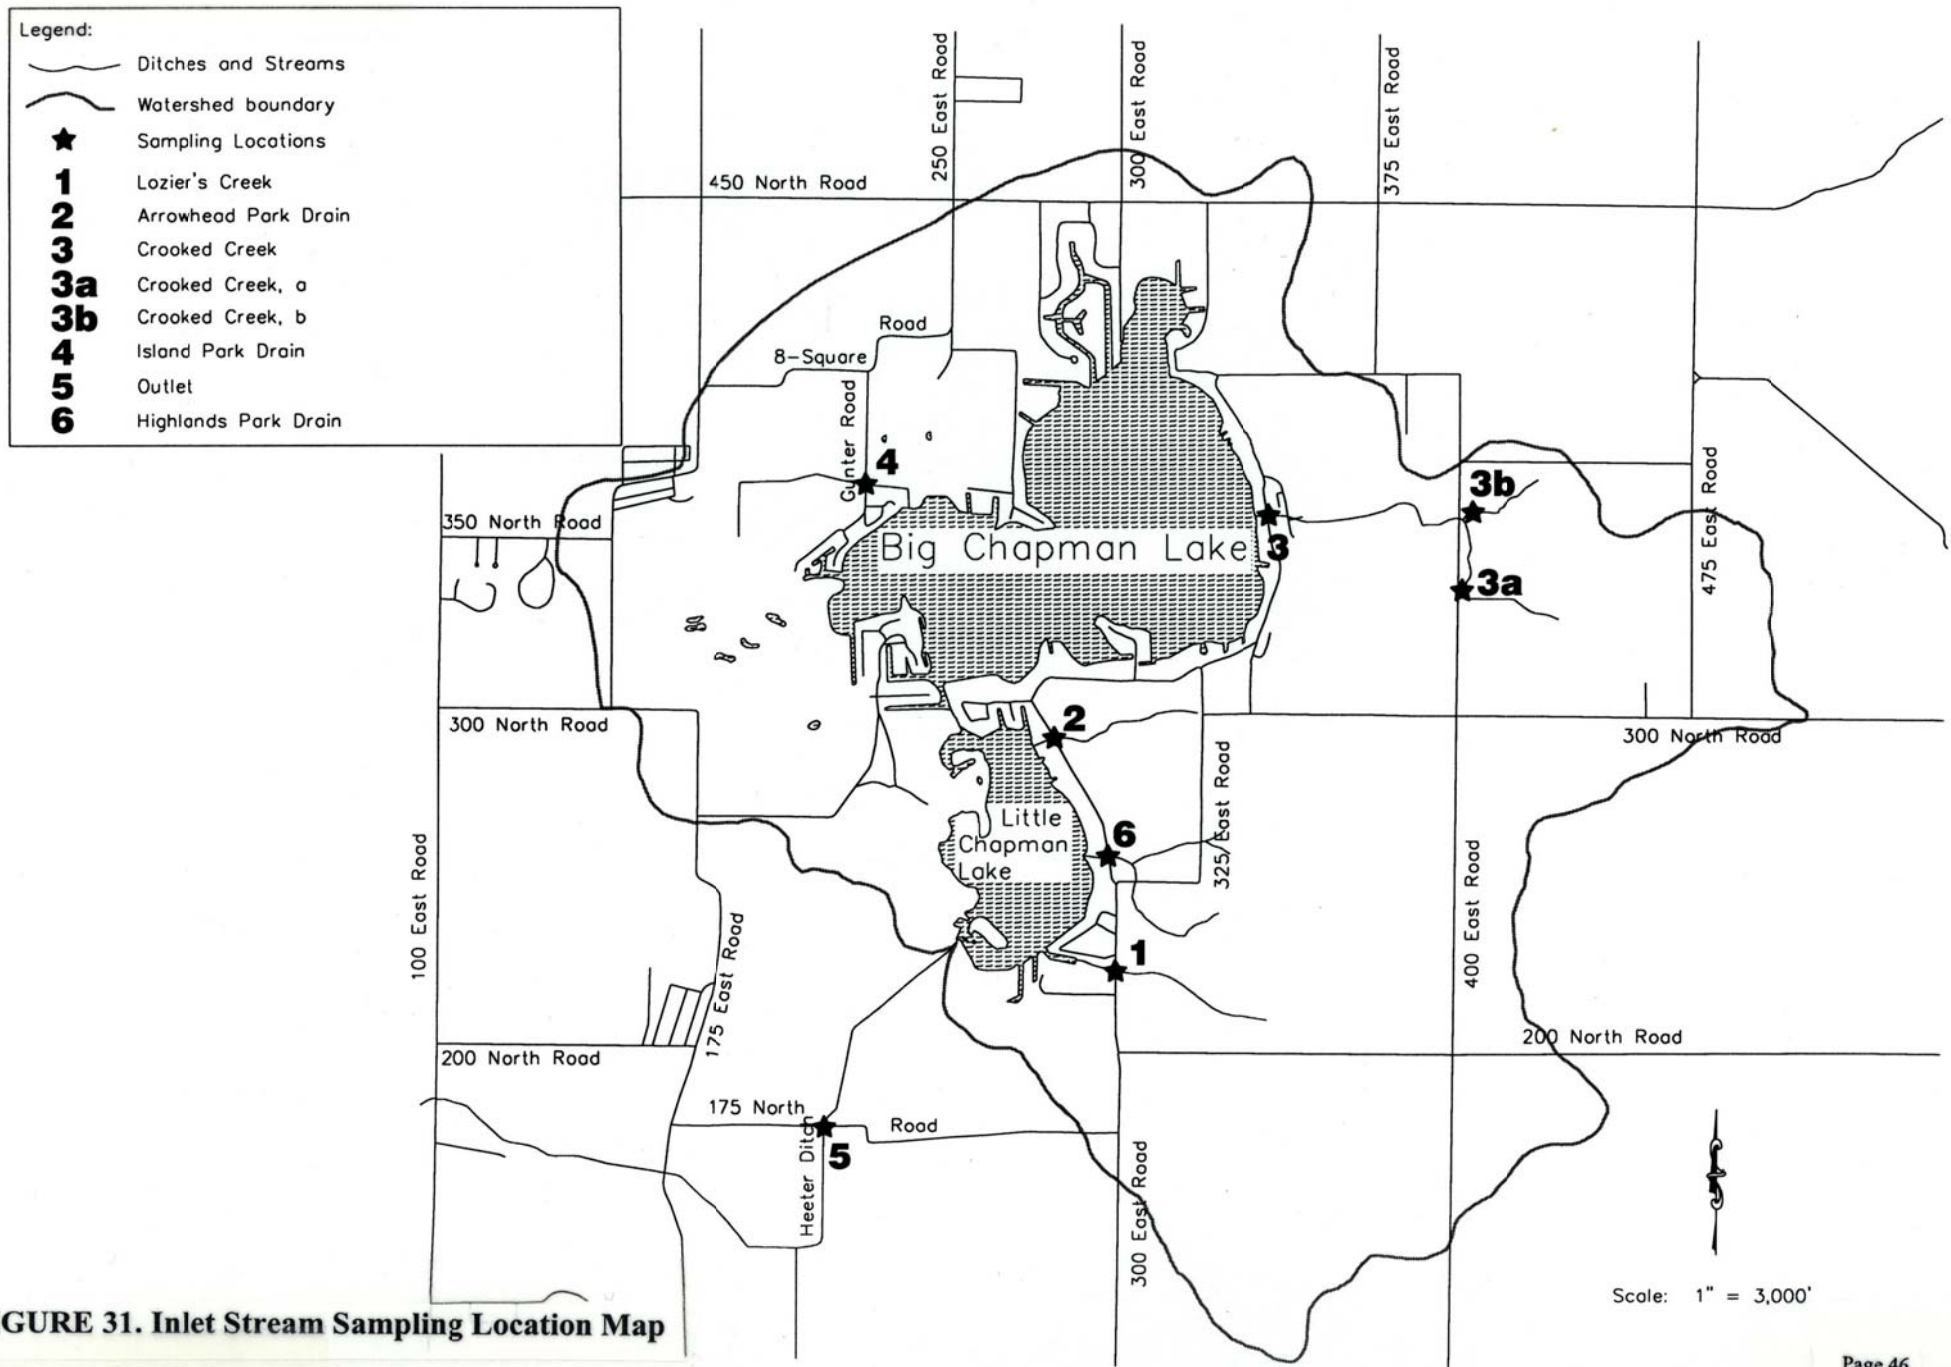 Legend:
Ditches and Streams
Watershed boundary
Sampling Locations
1 Lozier's Creek
2 Arrowhead Park Drain
3 Crooked Creek
3a Crooked Creek, a
3b Crooked Creek, b
4 Island Park Drain
5 Outlet
6 Highlands Park Drain
250 East Road
300 East Road
375 East Road
450 North Road
Road
8-Square
Gunter Road
4
3b
475 East Road
350 North Road
Big Chapman Lake
3
3a
300 North Road
2
300 North Road
325 East Road
Little
Chapman
Lake
6
100 East Road
175 East Road
1
400 East Road
200 North Road
200 North Road
175 North
Road
Heeter Ditch
5
300 East Road
Scale: 1" = 3,000'
GURE 31. Inlet Stream Sampling Location Map
Page 46